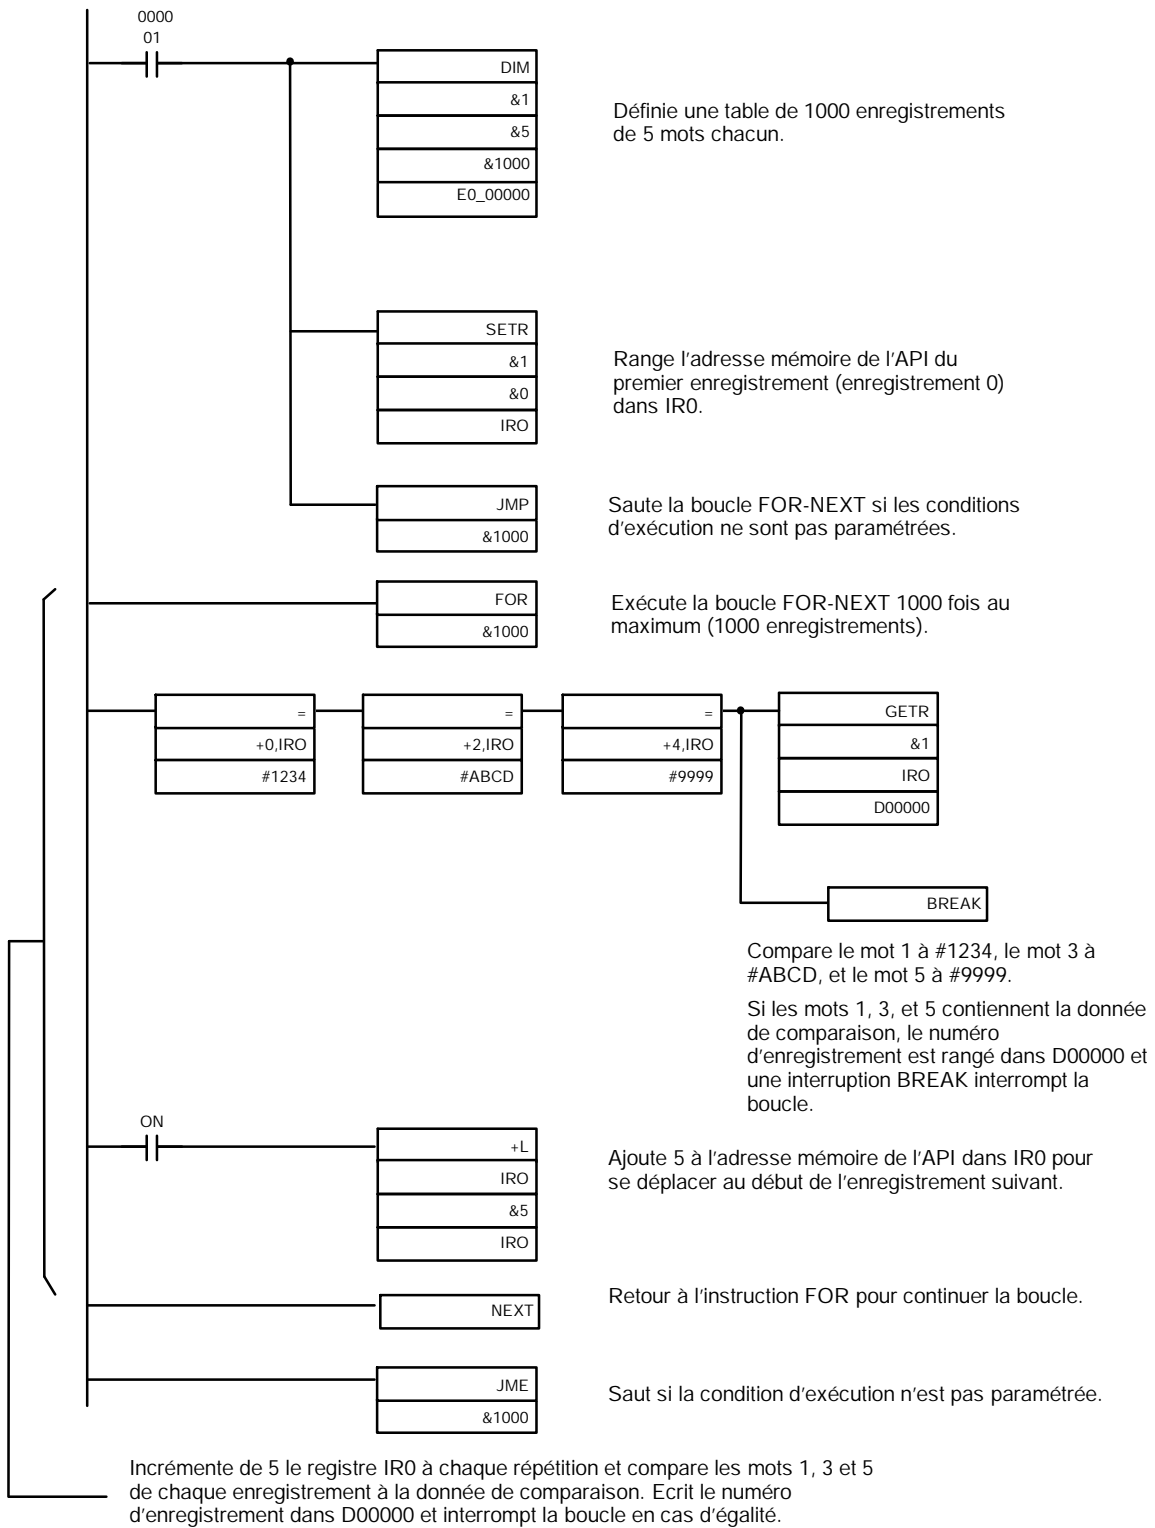 0000
01
DIM
&1
&5
&1000
E0_00000
Définie une table de 1000 enregistrements
de 5 mots chacun.
SETR
&1
&0
IRO
Range l'adresse mémoire de l'API du
premier enregistrement (enregistrement 0)
dans IR0.
JMP
&1000
Saute la boucle FOR-NEXT si les conditions
d'exécution ne sont pas paramétrées.
FOR
&1000
Exécute la boucle FOR-NEXT 1000 fois au
maximum (1000 enregistrements).
=
+0,IRO
#1234
=
+2,IRO
#ABCD
=
+4,IRO
#9999
GETR
&1
IRO
D00000
BREAK
Compare le mot 1 à #1234, le mot 3 à
#ABCD, et le mot 5 à #9999.
Si les mots 1, 3, et 5 contiennent la donnée
de comparaison, le numéro
d'enregistrement est rangé dans D00000 et
une interruption BREAK interrompt la
boucle.
ON
+L
IRO
&5
IRO
Ajoute 5 à l'adresse mémoire de l'API dans IR0 pour
se déplacer au début de l'enregistrement suivant.
NEXT
Retour à l'instruction FOR pour continuer la boucle.
JME
&1000
Saut si la condition d'exécution n'est pas paramétrée.
Incrémente de 5 le registre IR0 à chaque répétition et compare les mots 1, 3 et 5
de chaque enregistrement à la donnée de comparaison. Ecrit le numéro
d'enregistrement dans D00000 et interrompt la boucle en cas d'égalité.